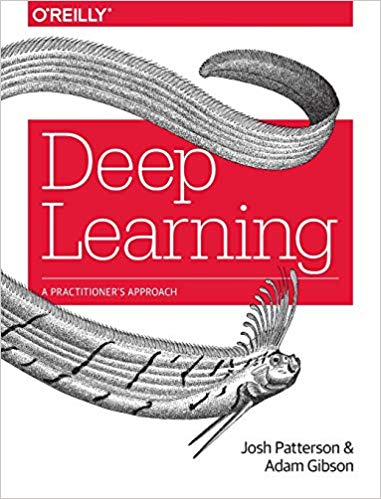 O'REILLY®
Deep
Learning
A PRACTITIONER'S APPROACH
Josh Patterson &
Adam Gibson